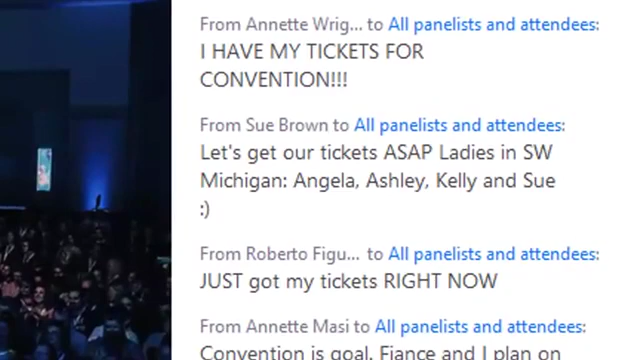 From Annette Wrig... to All panelists and attendees:
I HAVE MY TICKETS FOR
CONVENTION!!!
From Sue Brown to All panelists and attendees:
Let's get our tickets ASAP Ladies in SW
Michigan: Angela, Ashley, Kelly and Sue
:)
From Roberto Figu... to All panelists and attendees:
JUST got my tickets RIGHT NOW
From Annette Masi to All panelists and attendees:
Convention is goal. Fiance and I plan on